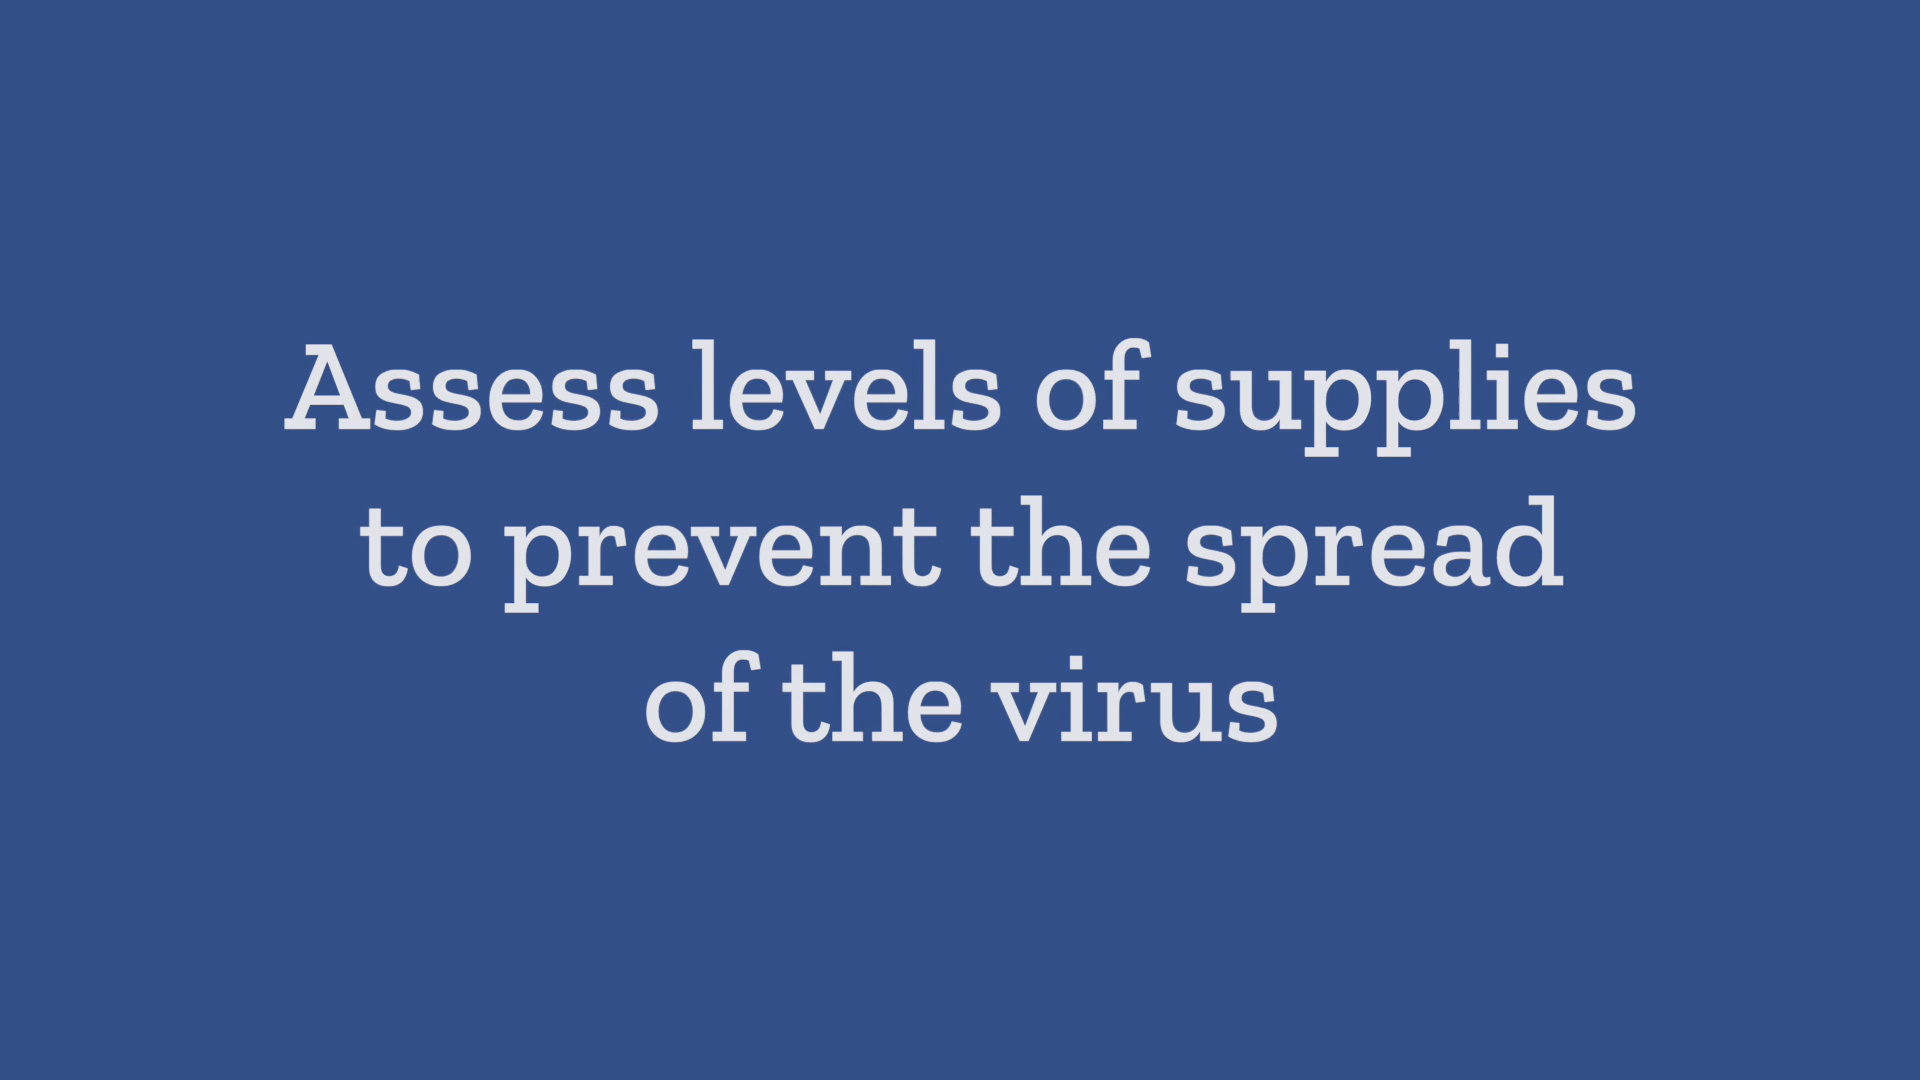 Assess levels of supplies
to prevent the spread
of the virus